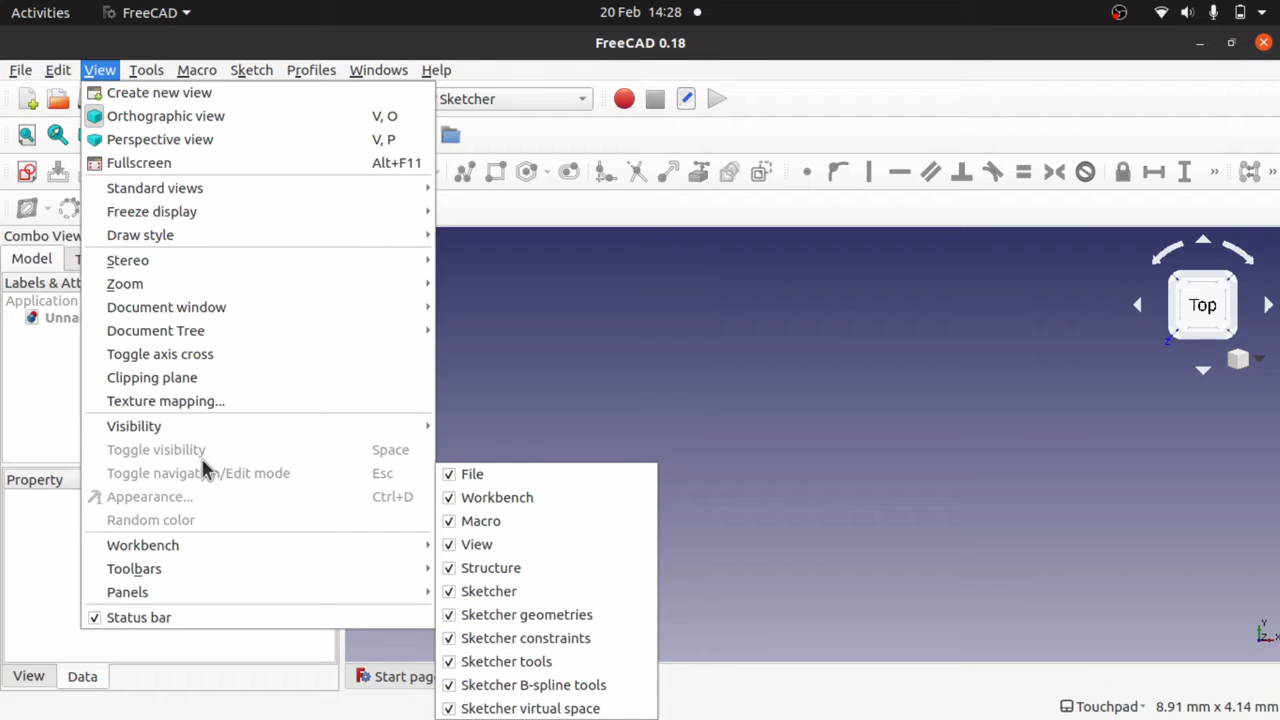 Activities
FreeCAD
20 Feb 14:28
FreeCAD 0.18
File Edit View Tools Macro Sketch Profiles Windows Help
Create new view
Orthographic view V, O
Perspective view V, P
Fullscreen Alt+F11
Standard views
Freeze display
Draw style
Stereo
Zoom
Document window
Document Tree
Toggle axis cross
Clipping plane
Texture mapping...
Visibility
Toggle visibility Space
Toggle navigation/Edit mode Esc
Appearance... Ctrl+D
Random color
Workbench
Toolbars
Panels
Status bar
File
Workbench
Macro
View
Structure
Sketcher
Sketcher geometries
Sketcher constraints
Sketcher tools
Sketcher B-spline tools
Sketcher virtual space
Sketcher
Combo View
Model
Labels & Att
Application
Unna
Property
View Data
Start pag
Top
Z
Y
Z X
Touchpad 8.91 mm x 4.14 mm